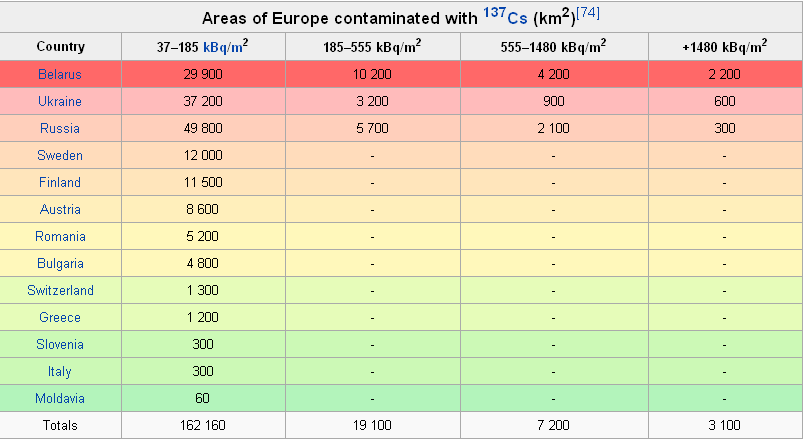 Areas of Europe contaminated with 137Cs (km2)[74]
Country 37–185 kBq/m2 185–555 kBq/m2 555–1480 kBq/m2 +1480 kBq/m2
Belarus 29 900 10 200 4 200 2 200
Ukraine 37 200 3 200 900 600
Russia 49 800 5 700 2 100 300
Sweden 12 000 - - -
Finland 11 500 - - -
Austria 8 600 - - -
Romania 5 200 - - -
Bulgaria 4 800 - - -
Switzerland 1 300 - - -
Greece 1 200 - - -
Slovenia 300 - - -
Italy 300 - - -
Moldavia 60 - - -
Totals 162 160 19 100 7 200 3 100